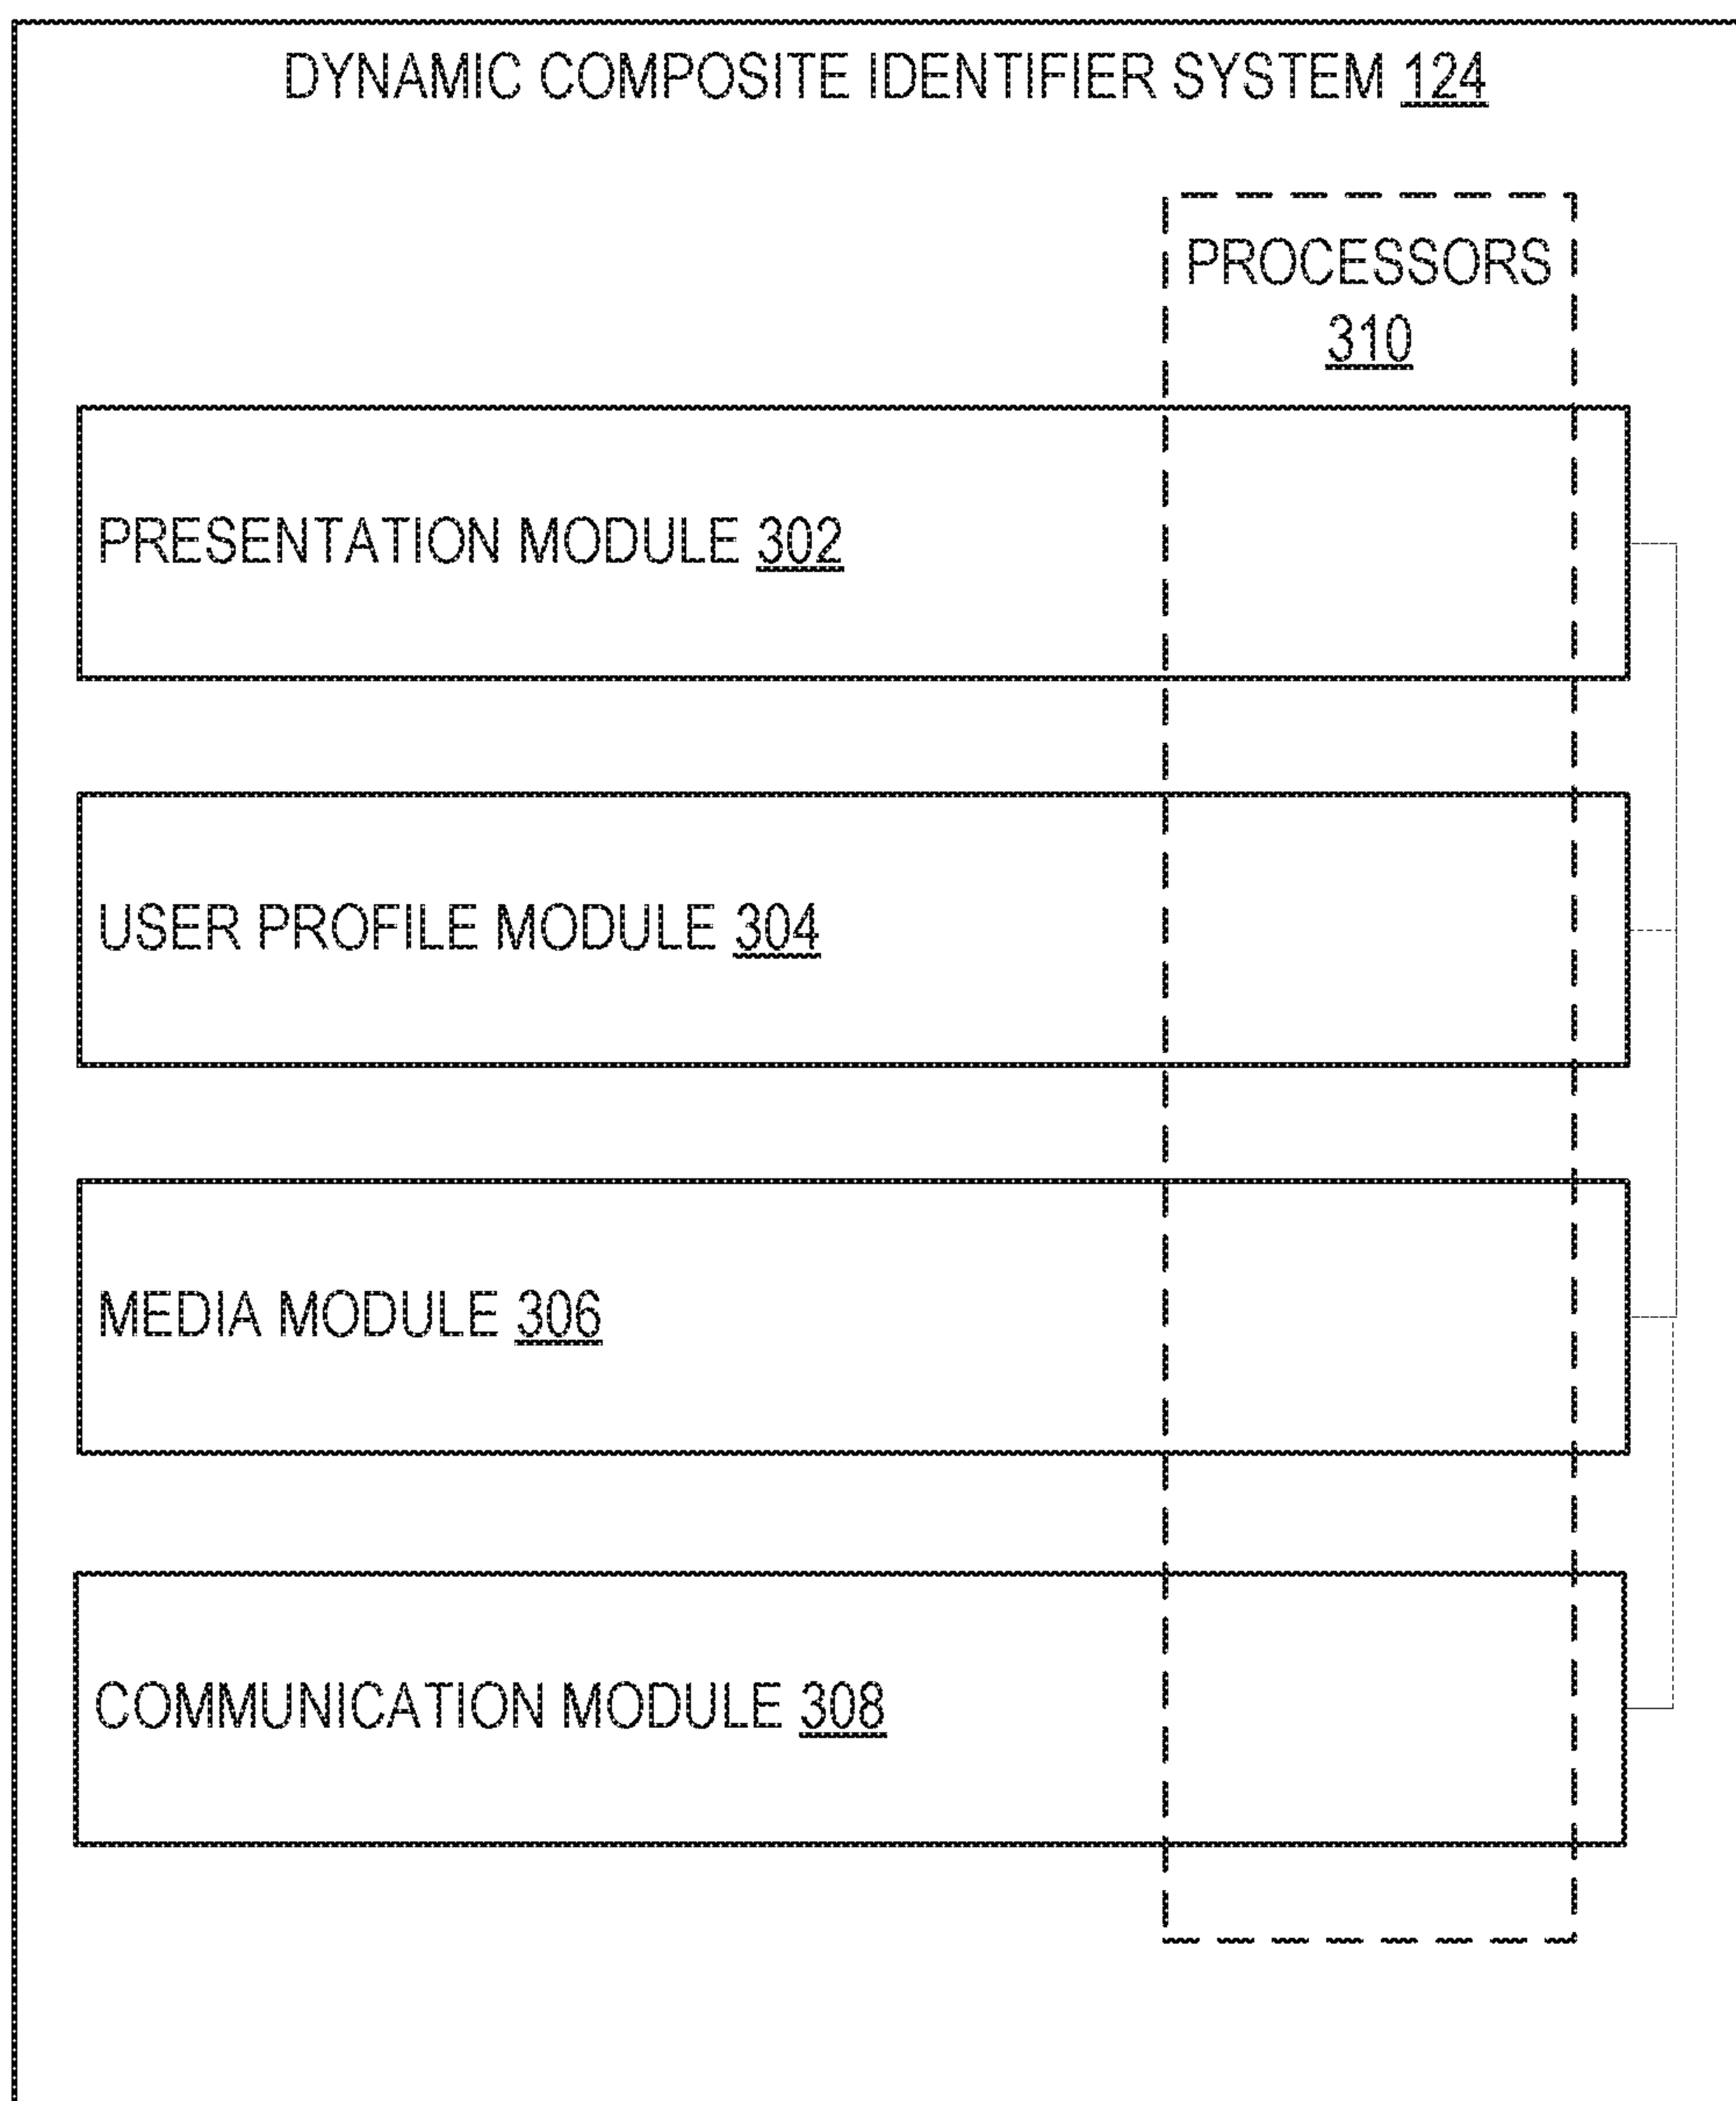 DYNAMIC COMPOSITE IDENTIFIER SYSTEM 124
PROCESSORS
310
PRESENTATION MODULE 302
USER PROFILE MODULE 304
MEDIA MODULE 306
COMMUNICATION MODULE 308